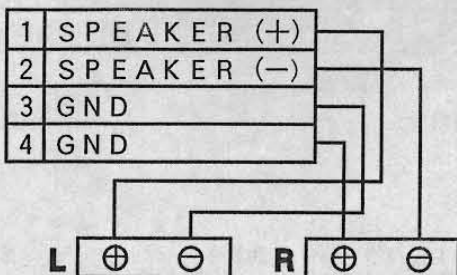 1 SPEAKER (+)
2 SPEAKER (−)
3 GND
4 GND
L ⊕ ⊖ R ⊕ ⊖